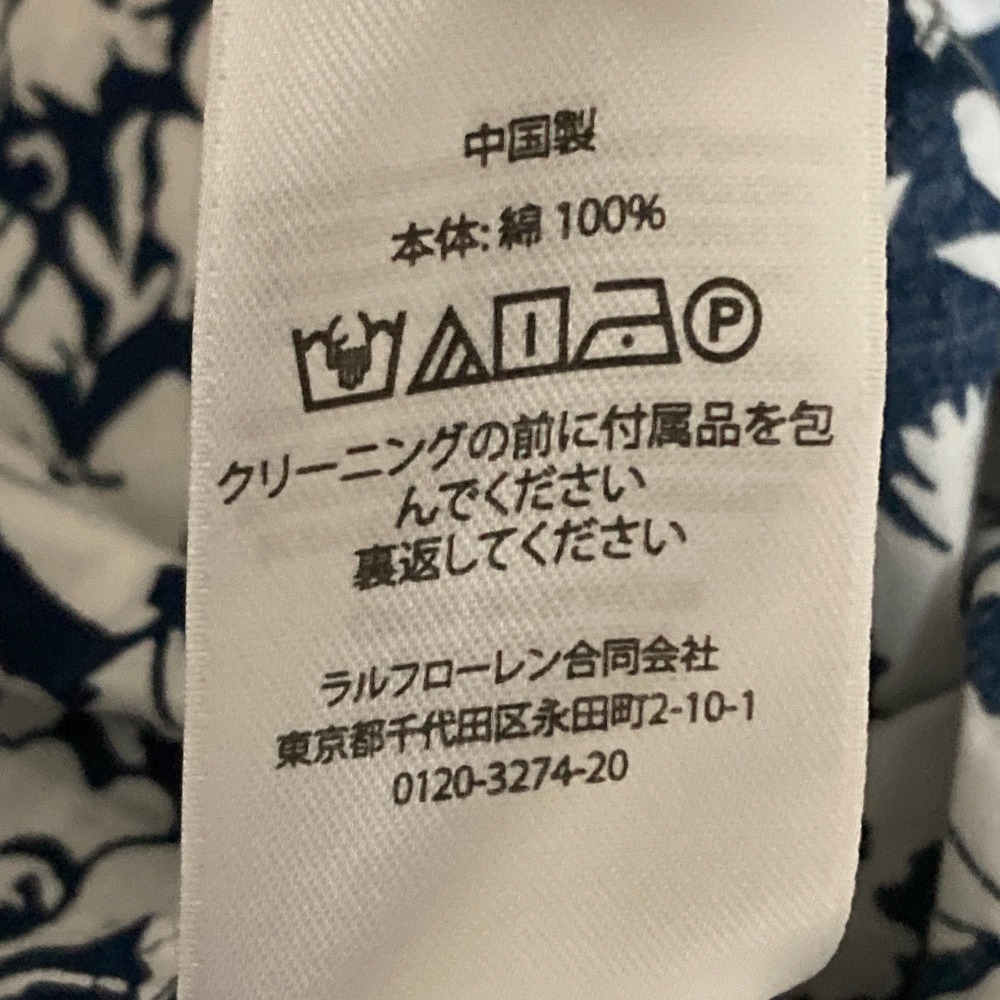 中国製
本体: 綿 100%
P
クリーニングの前に付属品を包
んでください
裏返してください
ラルフローレン合同会社
東京都千代田区永田町2-10-1
0120-3274-20